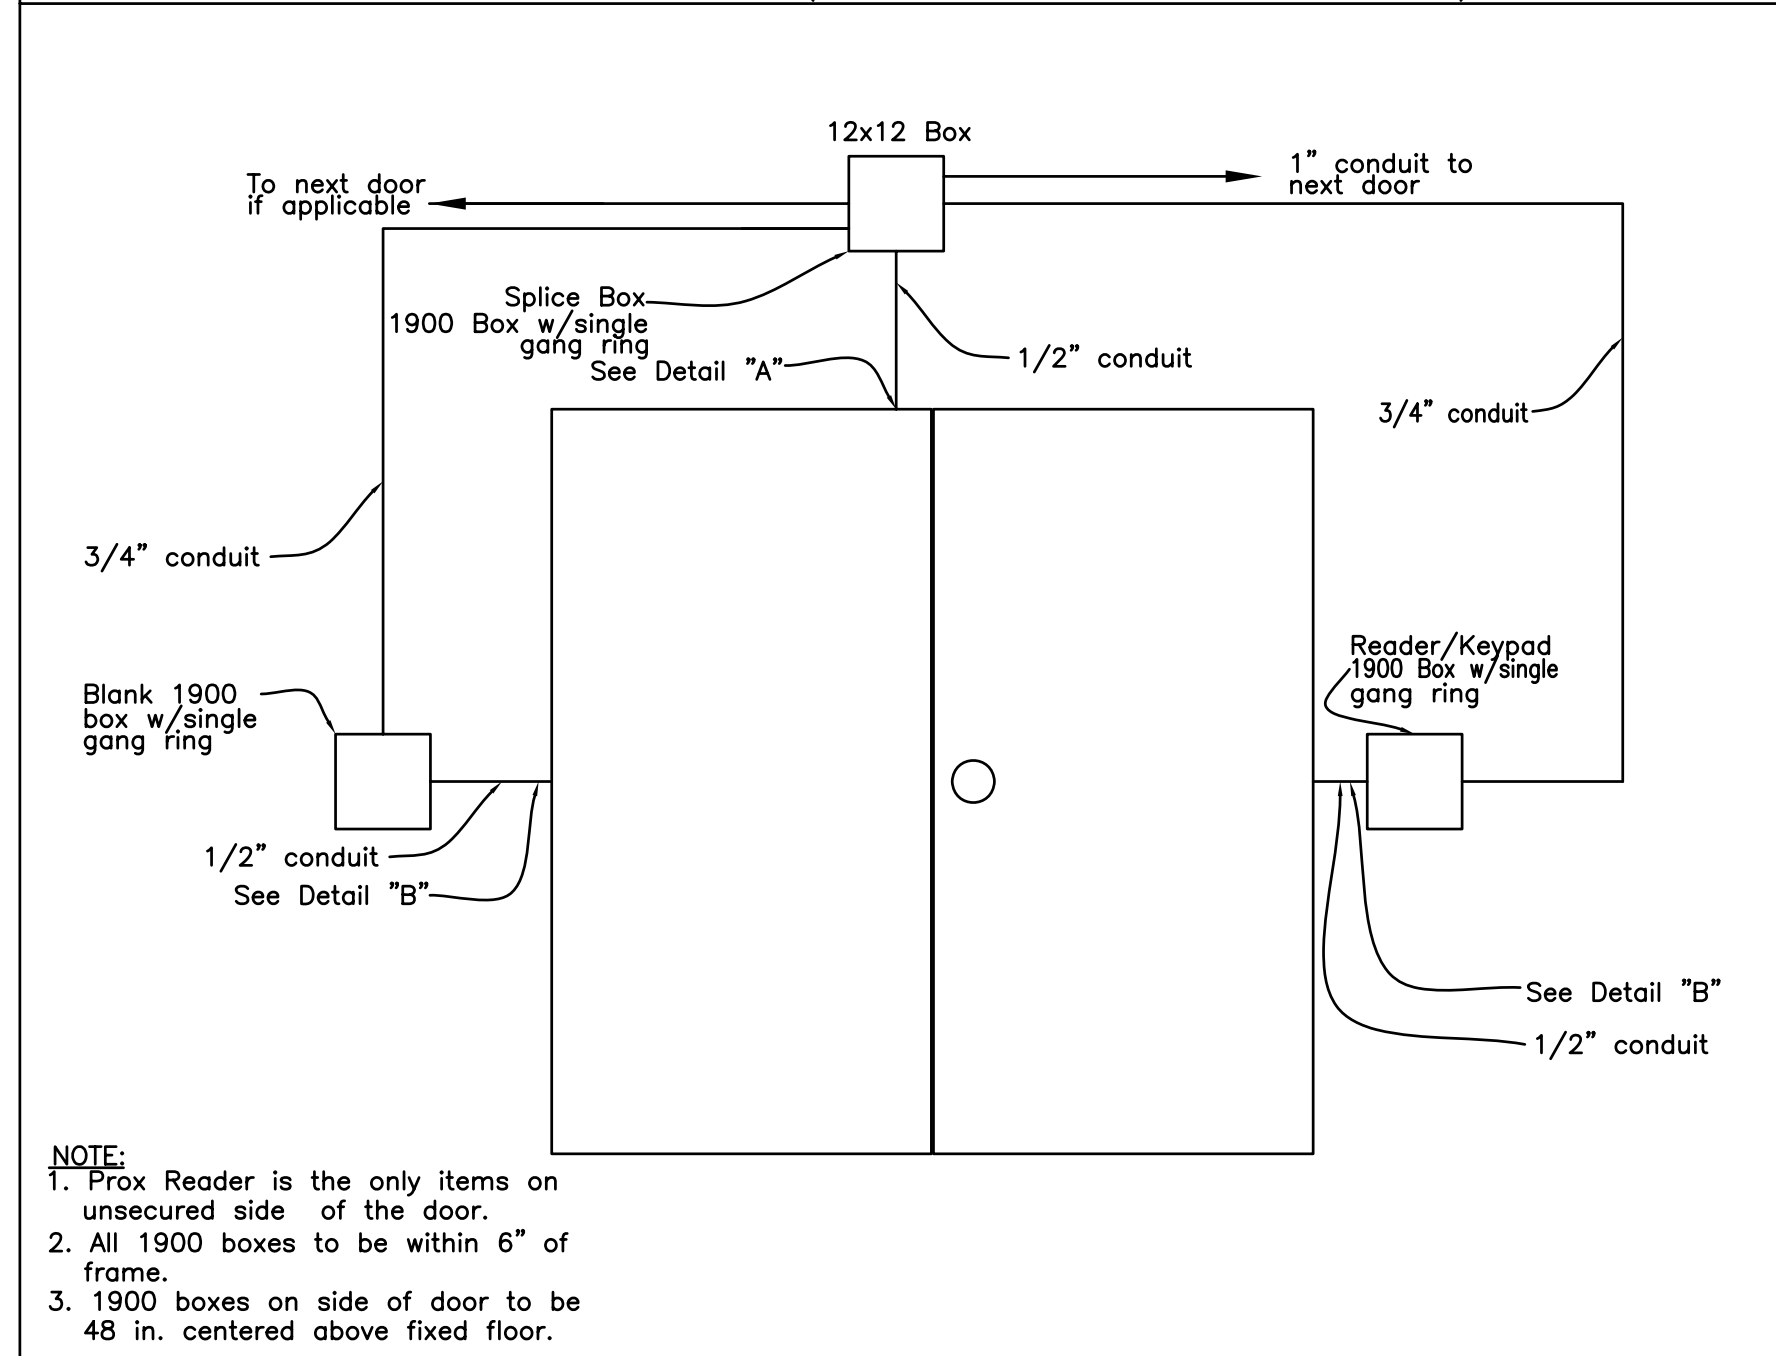 12x12 Box
To next door
if applicable
1” conduit to
next door
Splice Box
1900 Box w/single
gang ring
See Detail ”A”
1/2” conduit
3/4” conduit
3/4” conduit
Reader/Keypad
1900 Box w/single
gang ring
Blank 1900
box w/single
gang ring
1/2” conduit
See Detail ”B”
See Detail ”B”
1/2” conduit
NOTE:
1. Prox Reader is the only items on
unsecured side of the door.
2. All 1900 boxes to be within 6” of
frame.
3. 1900 boxes on side of door to be
48 in. centered above fixed floor.